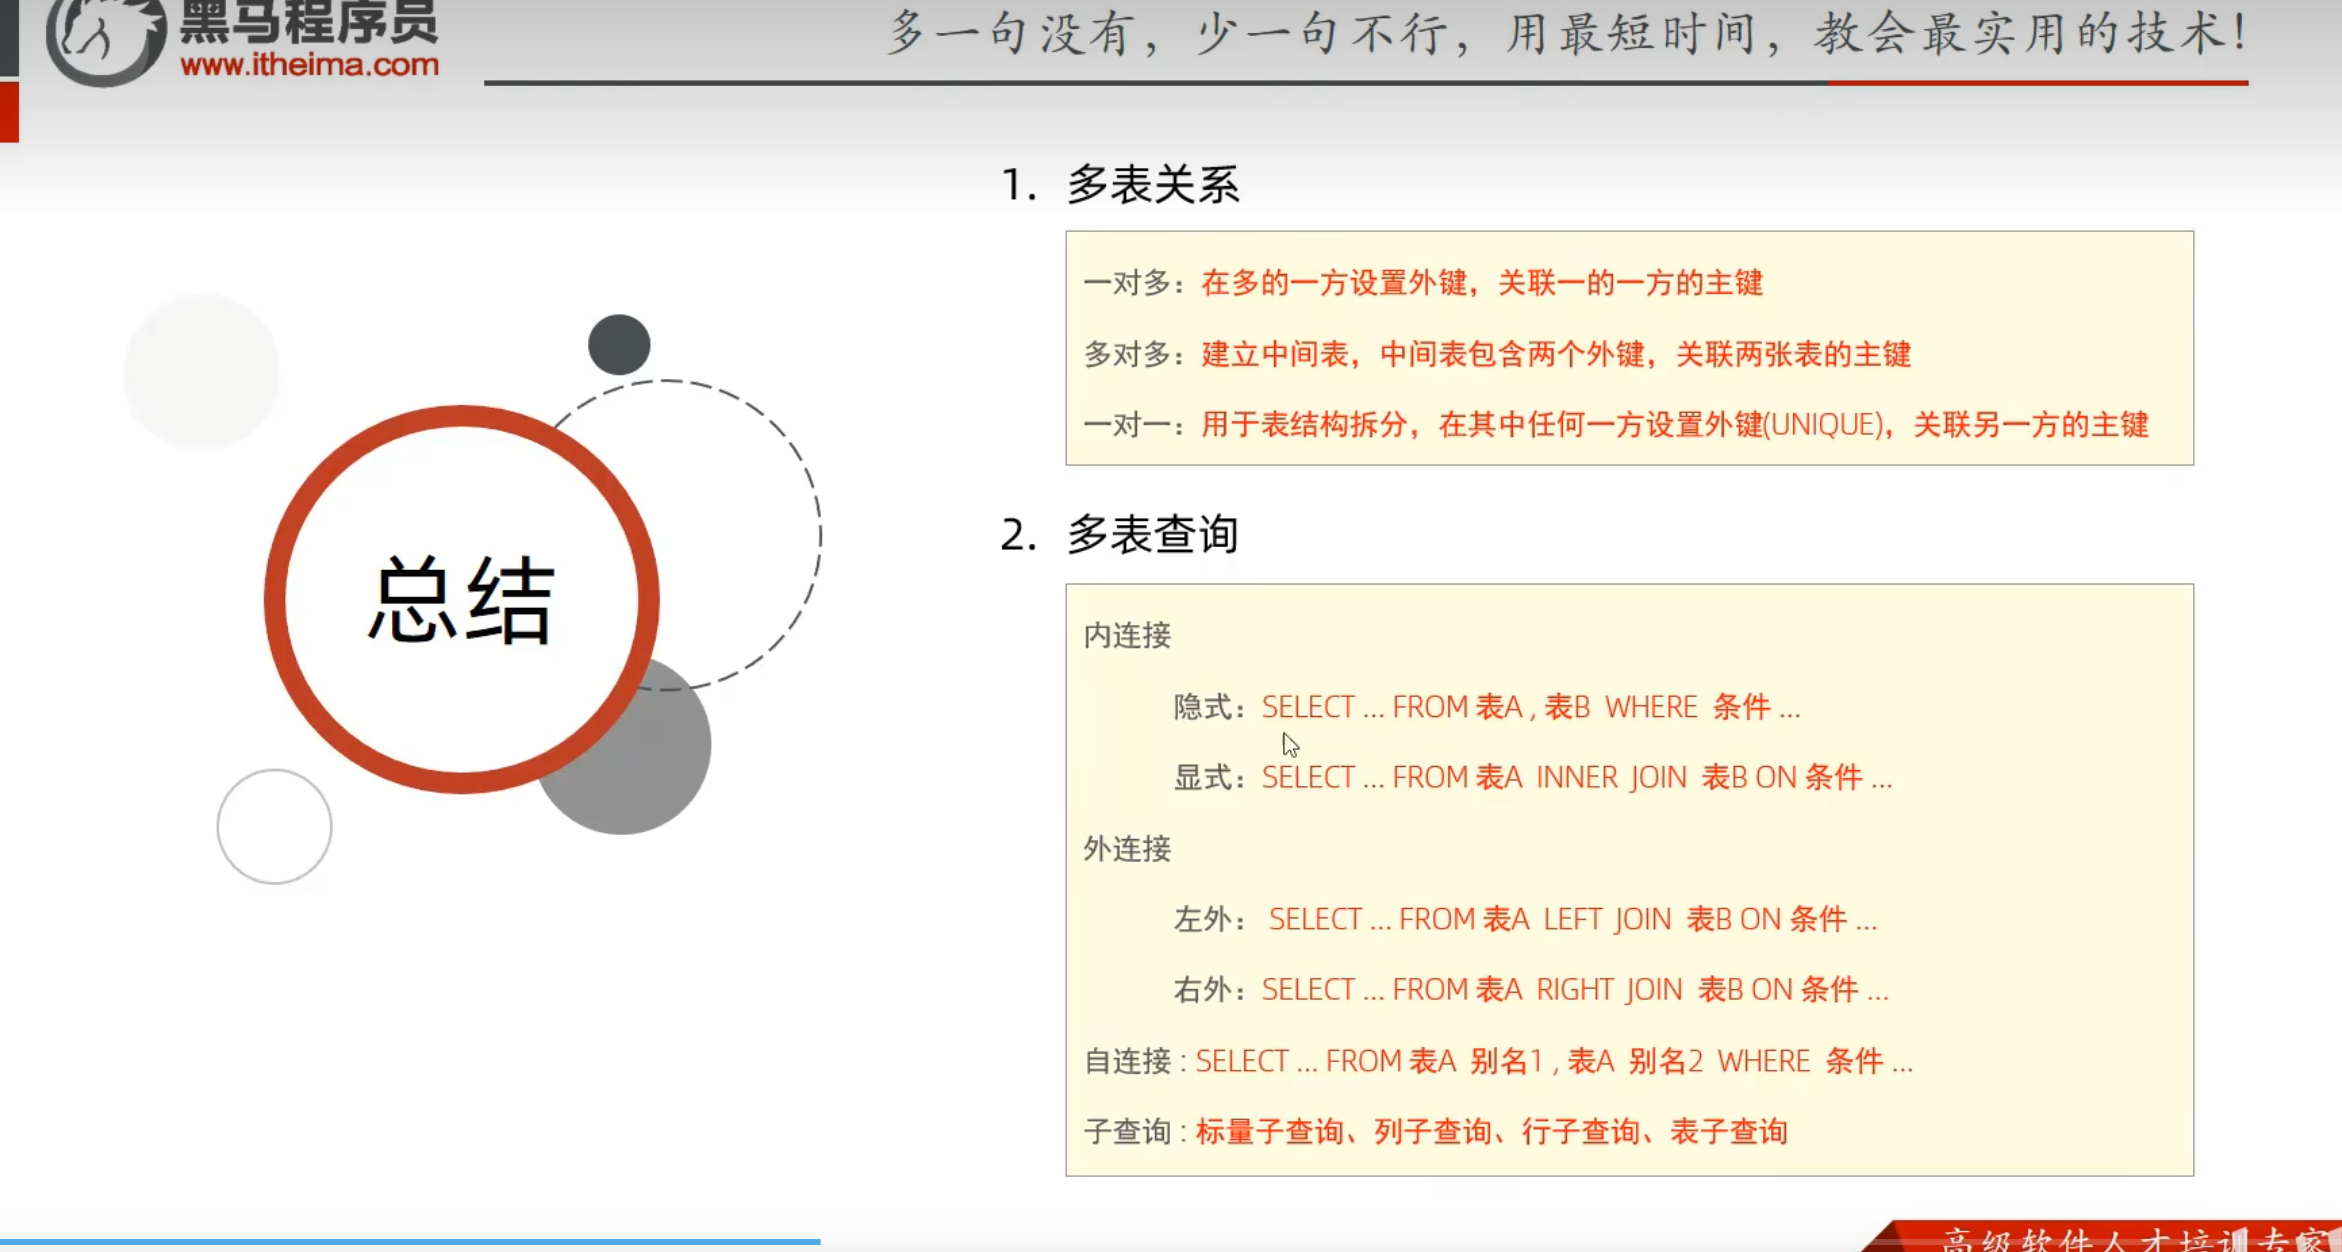 黑马程序员
www.itheima.com
多一句没有，少一句不行，用最短时间，教会最实用的技术！
总结
1. 多表关系
一对多：在多的一方设置外键，关联一的一方的主键
多对多：建立中间表，中间表包含两个外键，关联两张表的主键
一对一：用于表结构拆分，在其中任何一方设置外键(UNIQUE)，关联另一方的主键
2. 多表查询
内连接
隐式：SELECT ... FROM 表A , 表B WHERE 条件 ...
显式：SELECT ... FROM 表A INNER JOIN 表B ON 条件 ...
外连接
左外： SELECT ... FROM 表A LEFT JOIN 表B ON 条件 ...
右外：SELECT ... FROM 表A RIGHT JOIN 表B ON 条件 ...
自连接 : SELECT ... FROM 表A 别名1 , 表A 别名2 WHERE 条件 ...
子查询 : 标量子查询、列子查询、行子查询、表子查询
高级软件人才培训专家